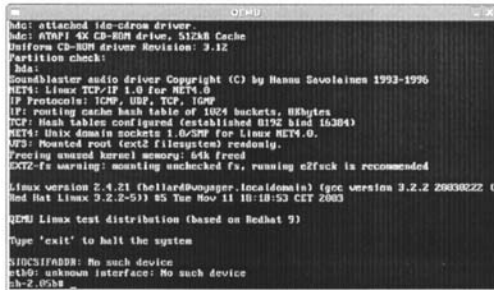 QEMU
hdc: attached ide-cdrom driver.
hdc: ATAPI 4X CD-ROM drive, 512kB Cache
Uniform CD-ROM driver Revision: 3.12
Partition check:
hda:
Soundblaster audio driver Copyright (C) by Hannu Savolainen 1993-1996
NET4: Linux TCP/IP 1.0 for NET4.0
IP Protocols: ICMP, UDP, TCP, IGMP
IP: routing cache hash table of 1024 buckets, 8Kbytes
TCP: Hash tables configured (established 8192 bind 16384)
NET4: Unix domain sockets 1.0/SMP for Linux NET4.0.
VFS: Mounted root (ext2 filesystem) readonly.
Freeing unused kernel memory: 64k freed
EXT2-fs warning: mounting unchecked fs, running e2fsck is recommended
Linux version 2.4.21 (bellard@voyager.localdomain) (gcc version 3.2.2 20030222 (
Red Hat Linux 3.2.2-5)) #5 Tue Nov 11 18:18:53 CET 2003
QEMU Linux test distribution (based on Redhat 9)
Type 'exit' to halt the system
SIOCSIFADDR: No such device
eth0: unknown interface: No such device
sh-2.05b# _